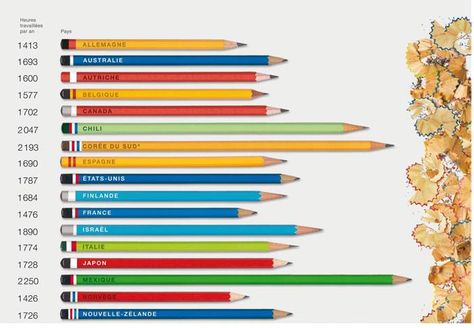 Heures
travaillées
par an
Pays
1413 ALLEMAGNE
1693 AUSTRALIE
1600 AUTRICHE
1577 BELGIQUE
1702 CANADA
2047 CHILI
2193 CORÉE DU SUD*
1690 ESPAGNE
1787 ÉTATS-UNIS
1684 FINLANDE
1476 FRANCE
1890 ISRAËL
1774 ITALIE
1728 JAPON
2250 MEXIQUE
1426 NORVÈGE
1726 NOUVELLE-ZÉLANDE